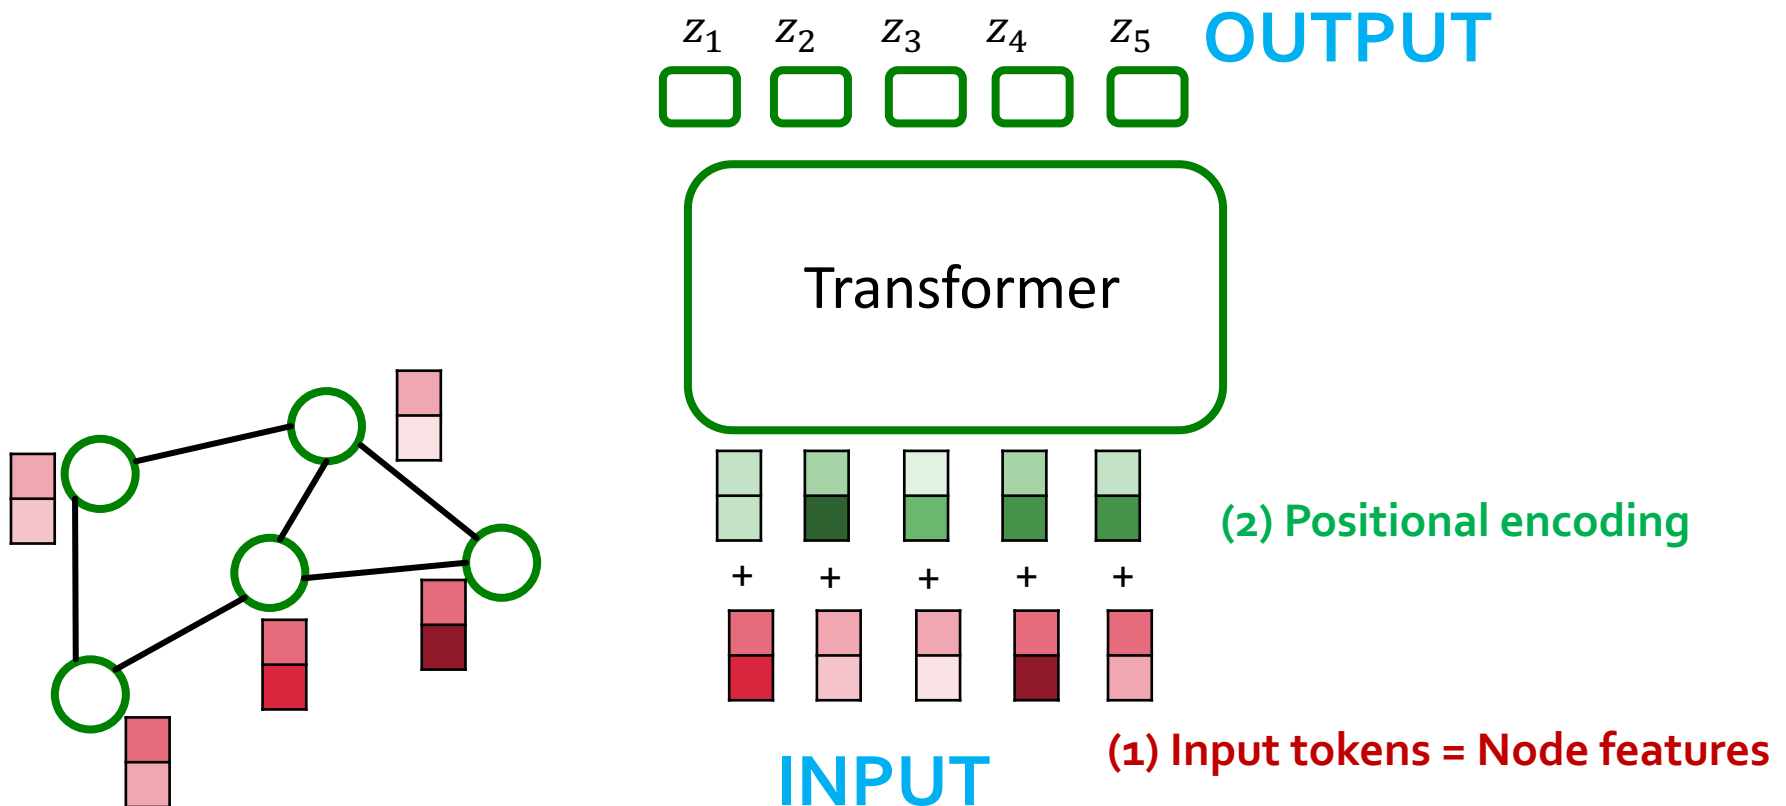 z₁ z₂ z₃ z₄ z₅ OUTPUT
Transformer
(2) Positional encoding
+ + + + +
(1) Input tokens = Node features
INPUT